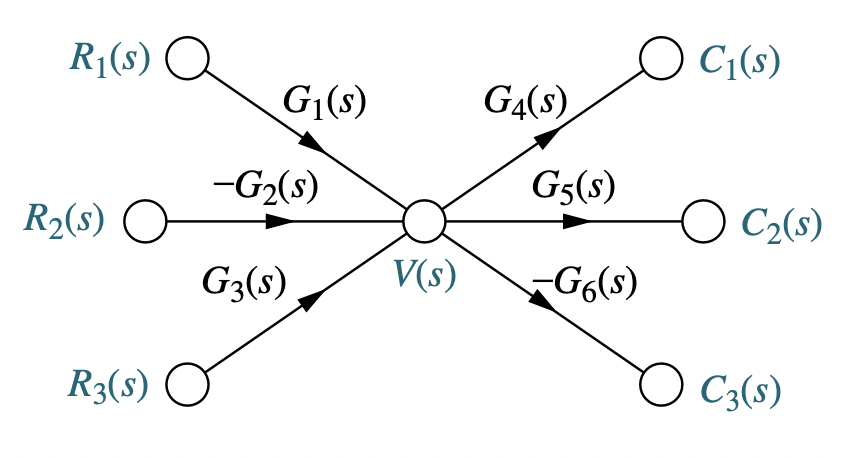 R₁(s)
C₁(s)
G₁(s)
G₄(s)
−G₂(s)
G₅(s)
R₂(s)
C₂(s)
V(s)
G₃(s)
−G₆(s)
R₃(s)
C₃(s)